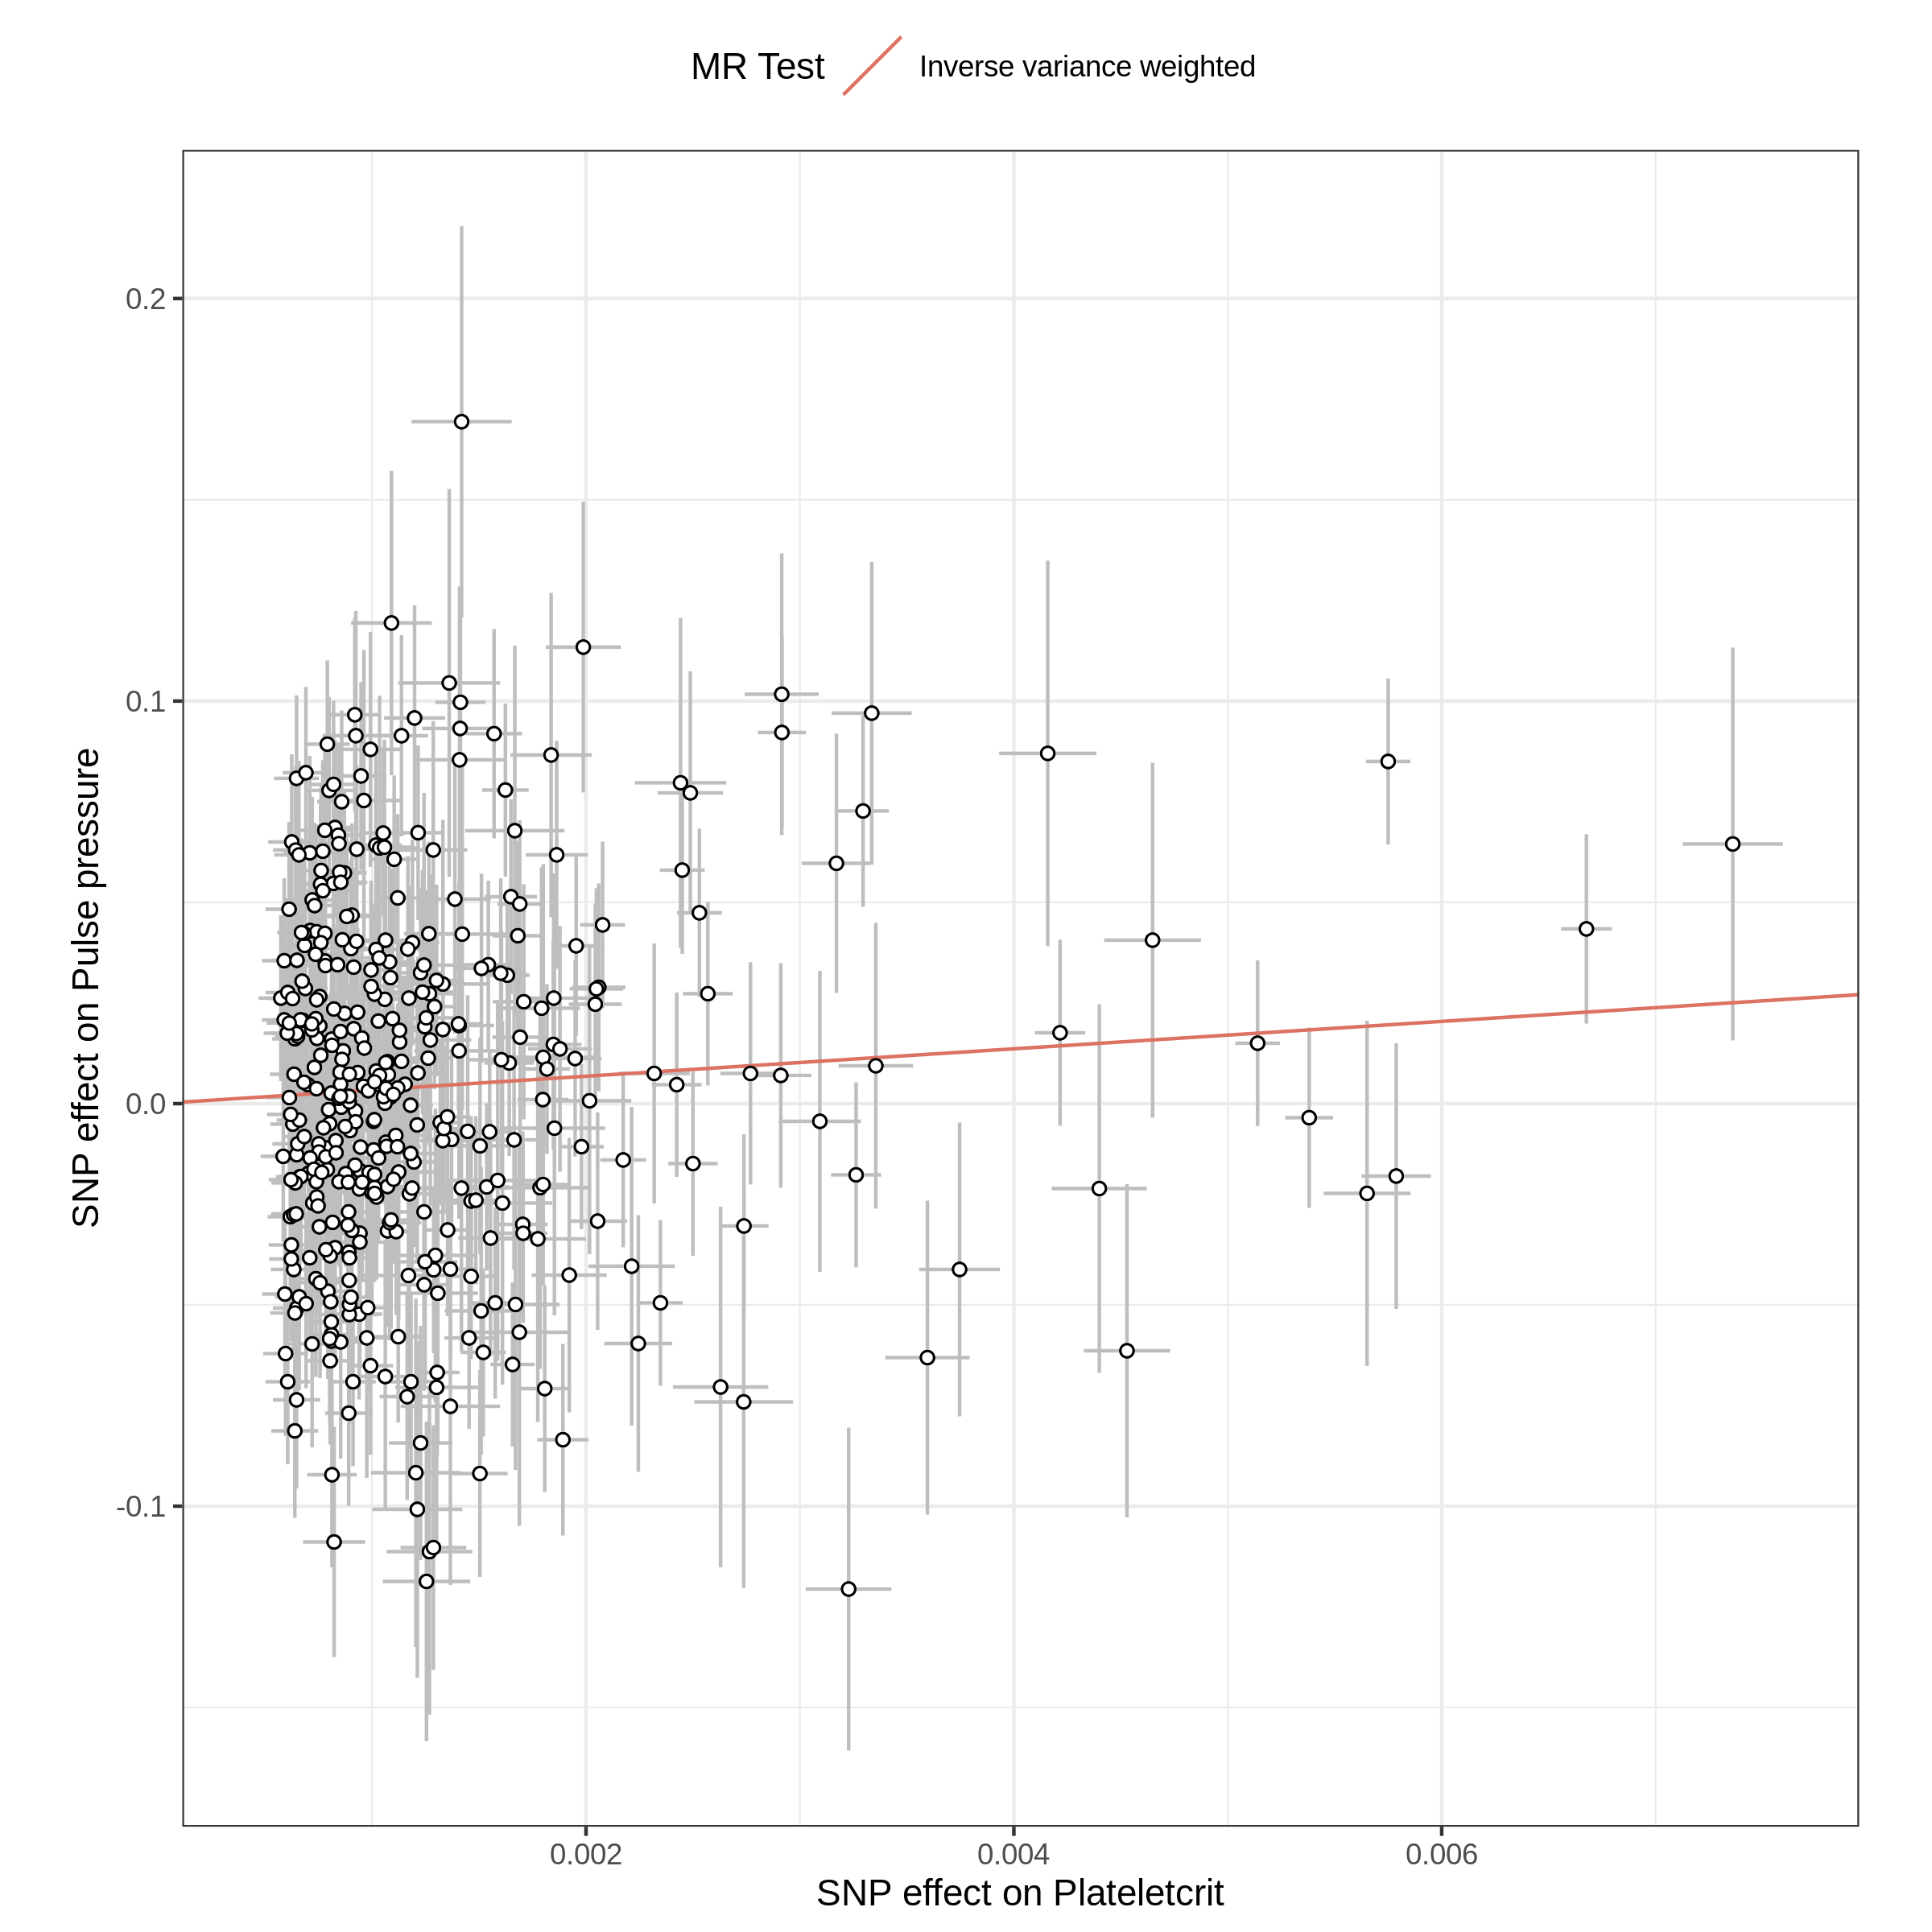 MR Test Inverse variance weighted
SNP effect on Pulse pressure
0.2
0.1
0.0
-0.1
0.002 0.004 0.006
SNP effect on Plateletcrit